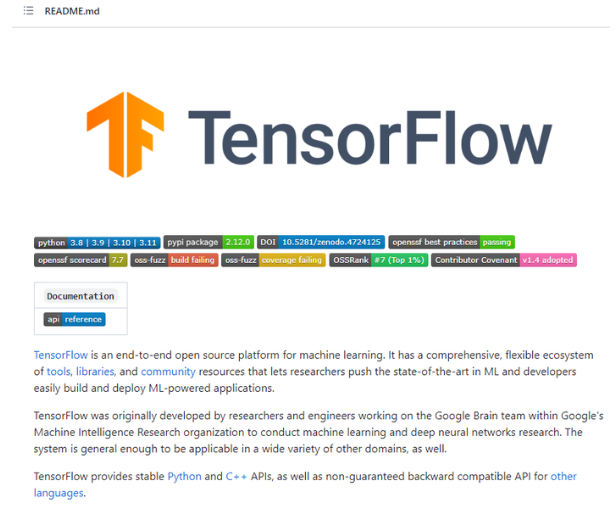 README.md
TensorFlow
python 3.8 | 3.9 | 3.10 | 3.11 pypi package 2.12.0 DOI 10.5281/zenodo.4724125 openssf best practices passing
openssf scorecard 7.7 oss-fuzz build failing oss-fuzz coverage failing OSSRank #7 (Top 1%) Contributor Covenant v1.4 adopted
Documentation
api reference
TensorFlow is an end-to-end open source platform for machine learning. It has a comprehensive, flexible ecosystem
of tools, libraries, and community resources that lets researchers push the state-of-the-art in ML and developers
easily build and deploy ML-powered applications.
TensorFlow was originally developed by researchers and engineers working on the Google Brain team within Google's
Machine Intelligence Research organization to conduct machine learning and deep neural networks research. The
system is general enough to be applicable in a wide variety of other domains, as well.
TensorFlow provides stable Python and C++ APIs, as well as non-guaranteed backward compatible API for other
languages.